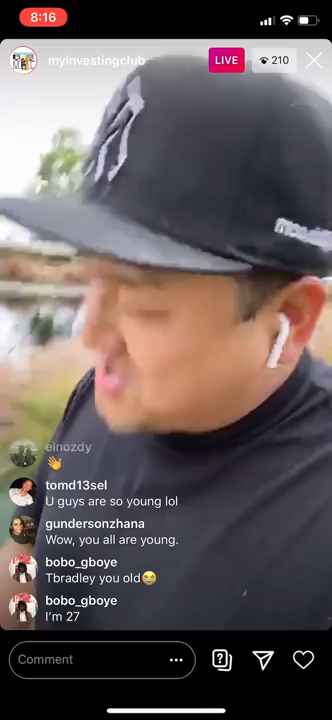 8:16
myinvestingclub
LIVE
210
elnozdy
👋
tomd13sel
U guys are so young lol
gundersonzhana
Wow, you all are young.
bobo_gboye
Tbradley you old😭
bobo_gboye
I'm 27
Comment